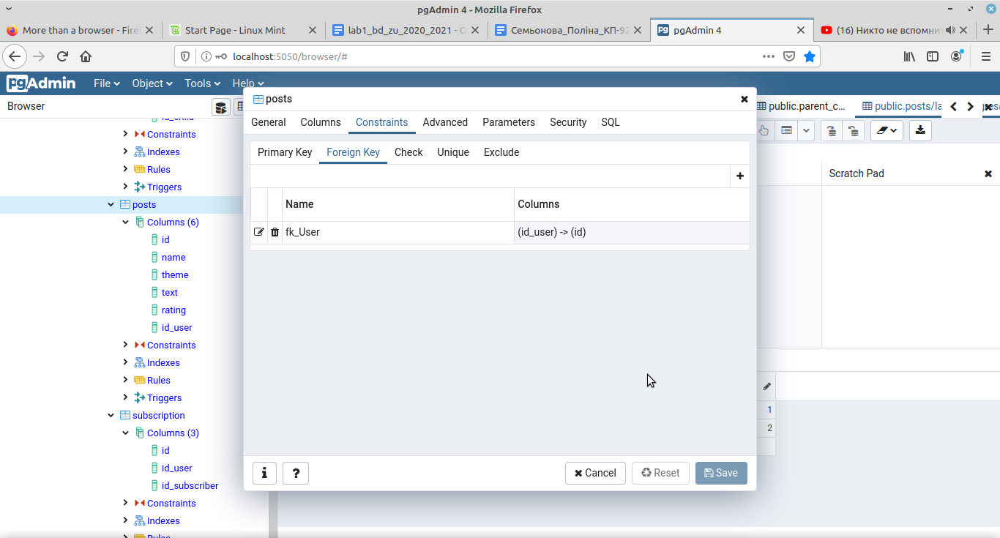 pgAdmin 4 - Mozilla Firefox
More than a browser - Fire
Start Page - Linux Mint
lab1_bd_zu_2020_2021 - G
Семьонова_Поліна_КП-92
pgAdmin 4
(16) Никто не вспомни
localhost:5050/browser/#
pgAdmin
File
Object
Tools
Help
Browser
posts
public.parent_c...
public.posts/la
General
Columns
Constraints
Advanced
Parameters
Security
SQL
Primary Key
Foreign Key
Check
Unique
Exclude
Name
Columns
fk_User
(id_user) -> (id)
Cancel
Reset
Save
Scratch Pad
1
2
id_child
Constraints
Indexes
Rules
Triggers
posts
Columns (6)
id
name
theme
text
rating
id_user
Constraints
Indexes
Rules
Triggers
subscription
Columns (3)
id
id_user
id_subscriber
Constraints
Indexes
Rules